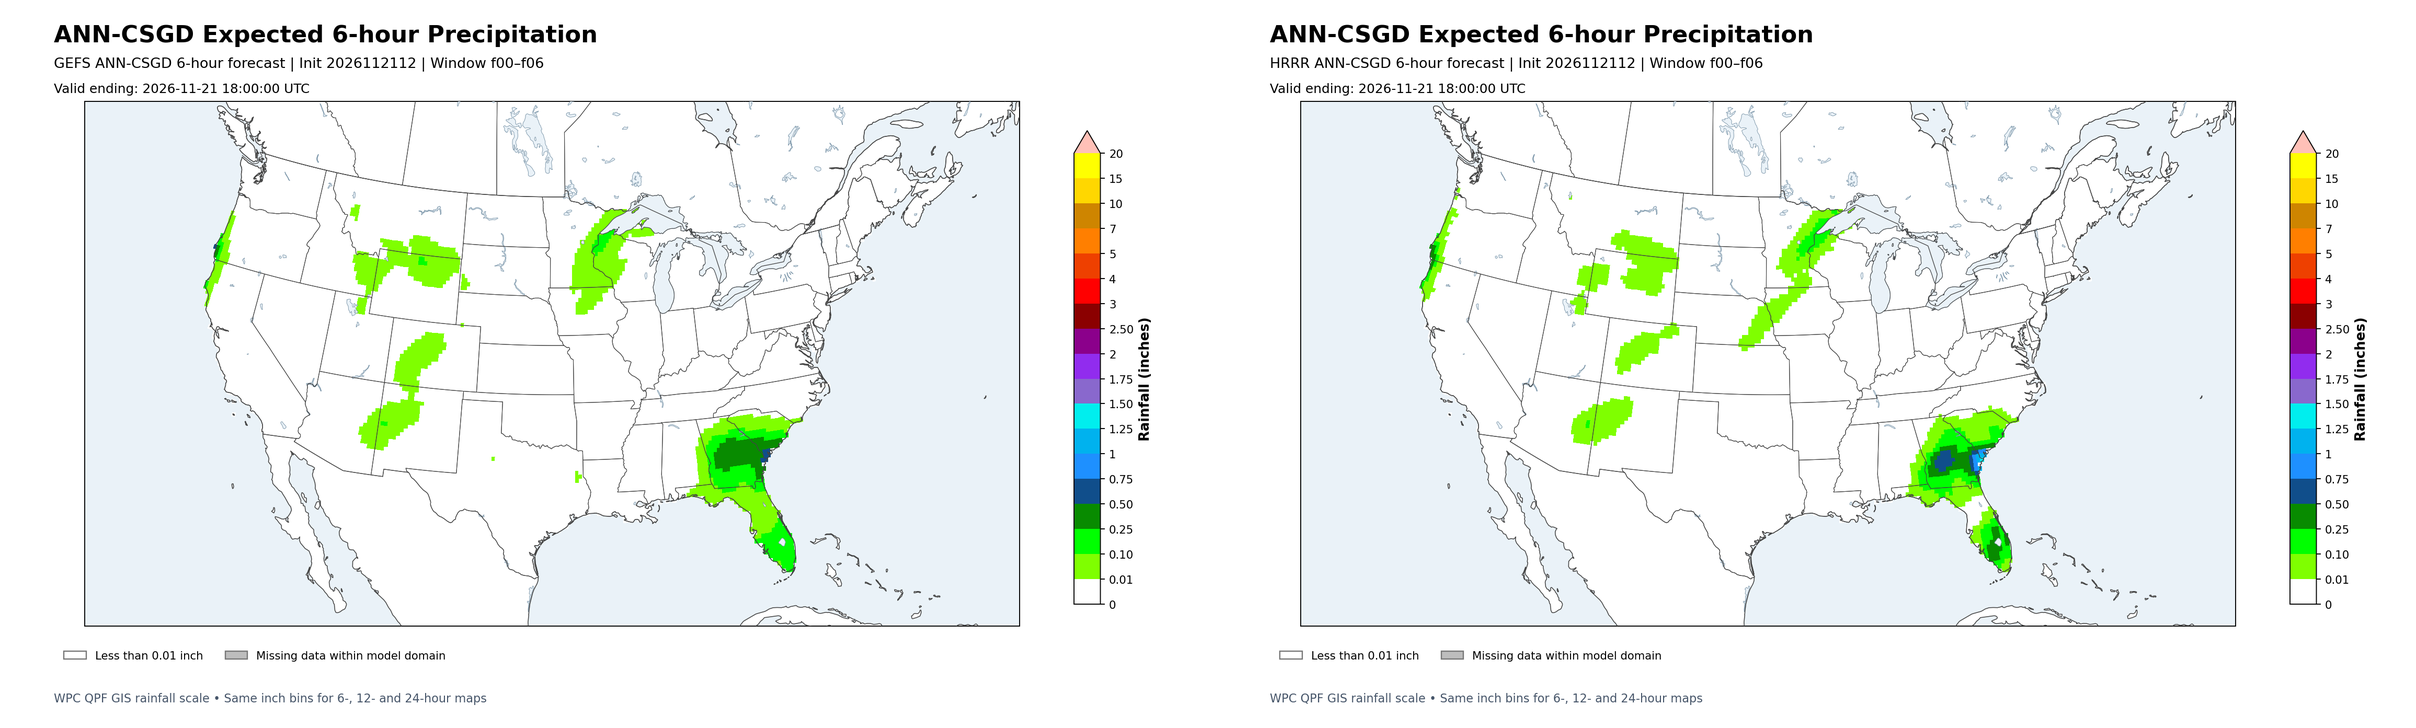 ANN-CSGD Expected 6-hour Precipitation
GEFS ANN-CSGD 6-hour forecast | Init 2026112112 | Window f00–f06
Valid ending: 2026-11-21 18:00:00 UTC
20
15
10
7
5
4
3
2.50
2
1.75
1.50
1.25
1
0.75
0.50
0.25
0.10
0.01
0
Rainfall (inches)
Less than 0.01 inch
Missing data within model domain
WPC QPF GIS rainfall scale • Same inch bins for 6-, 12- and 24-hour maps
ANN-CSGD Expected 6-hour Precipitation
HRRR ANN-CSGD 6-hour forecast | Init 2026112112 | Window f00–f06
Valid ending: 2026-11-21 18:00:00 UTC
20
15
10
7
5
4
3
2.50
2
1.75
1.50
1.25
1
0.75
0.50
0.25
0.10
0.01
0
Rainfall (inches)
Less than 0.01 inch
Missing data within model domain
WPC QPF GIS rainfall scale • Same inch bins for 6-, 12- and 24-hour maps